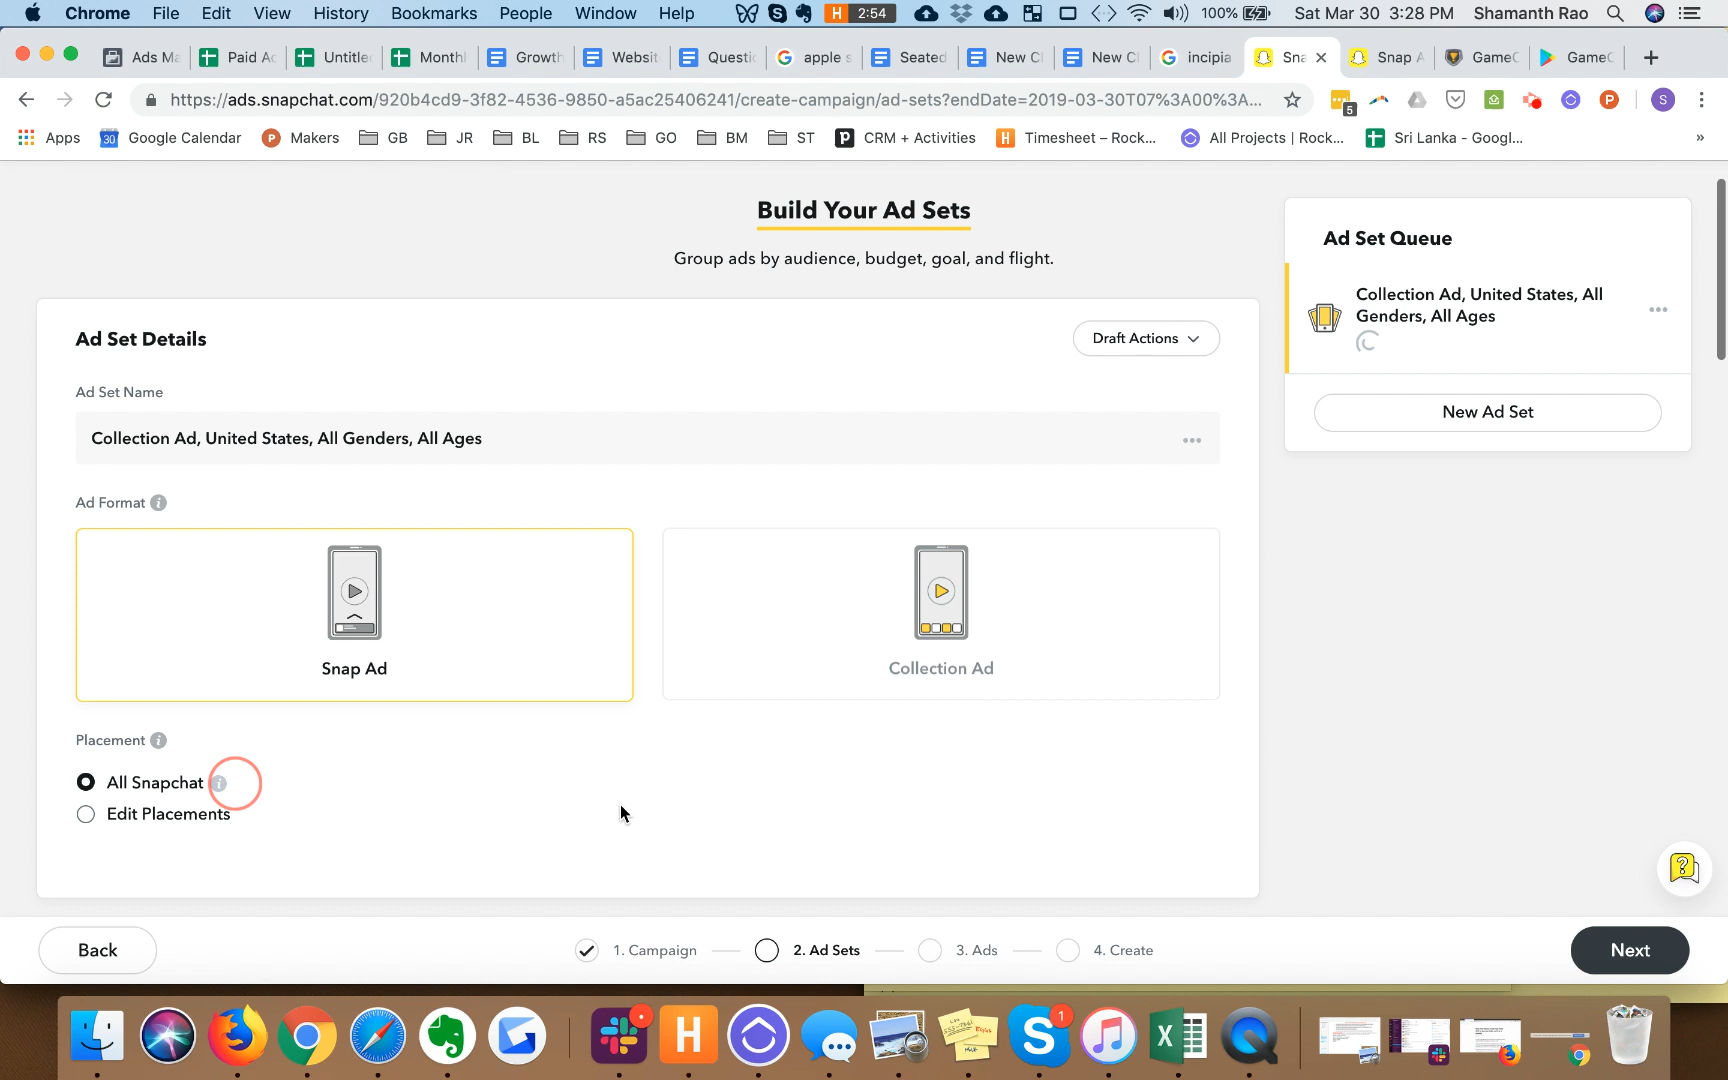 Chrome File Edit View History Bookmarks People Window Help H 2:54 100% Sat Mar 30 3:28 PM Shamanth Rao
Ads Ma Paid Ac Untitled Monthl Growth Websit Questio apple s Seated New Cl New Cl incipia Sna Snap A GameC GameC
https://ads.snapchat.com/920b4cd9-3f82-4536-9850-a5ac25406241/create-campaign/ad-sets?endDate=2019-03-30T07%3A00%3A... 5 P S
Apps 30 Google Calendar P Makers GB JR BL RS GO BM ST P CRM + Activities H Timesheet – Rock... All Projects | Rock... Sri Lanka - Googl... »
Build Your Ad Sets
Group ads by audience, budget, goal, and flight.
Ad Set Details
Draft Actions
Ad Set Name
Collection Ad, United States, All Genders, All Ages
Ad Format i
Snap Ad
Collection Ad
Placement i
All Snapchat i
Edit Placements
Ad Set Queue
Collection Ad, United States, All
Genders, All Ages
New Ad Set
Back
1. Campaign
2. Ad Sets
3. Ads
4. Create
Next
H S 1 X